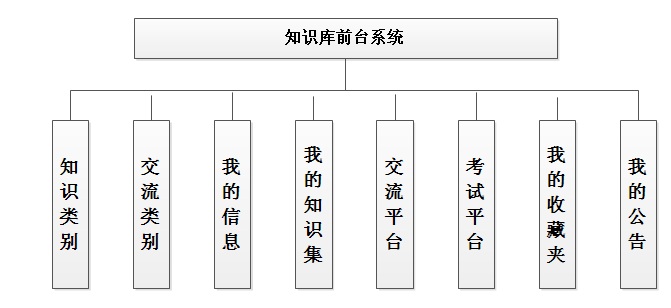 知识库前台系统
知识类别
交流类别
我的信息
我的知识集
交流平台
考试平台
我的收藏夹
我的公告